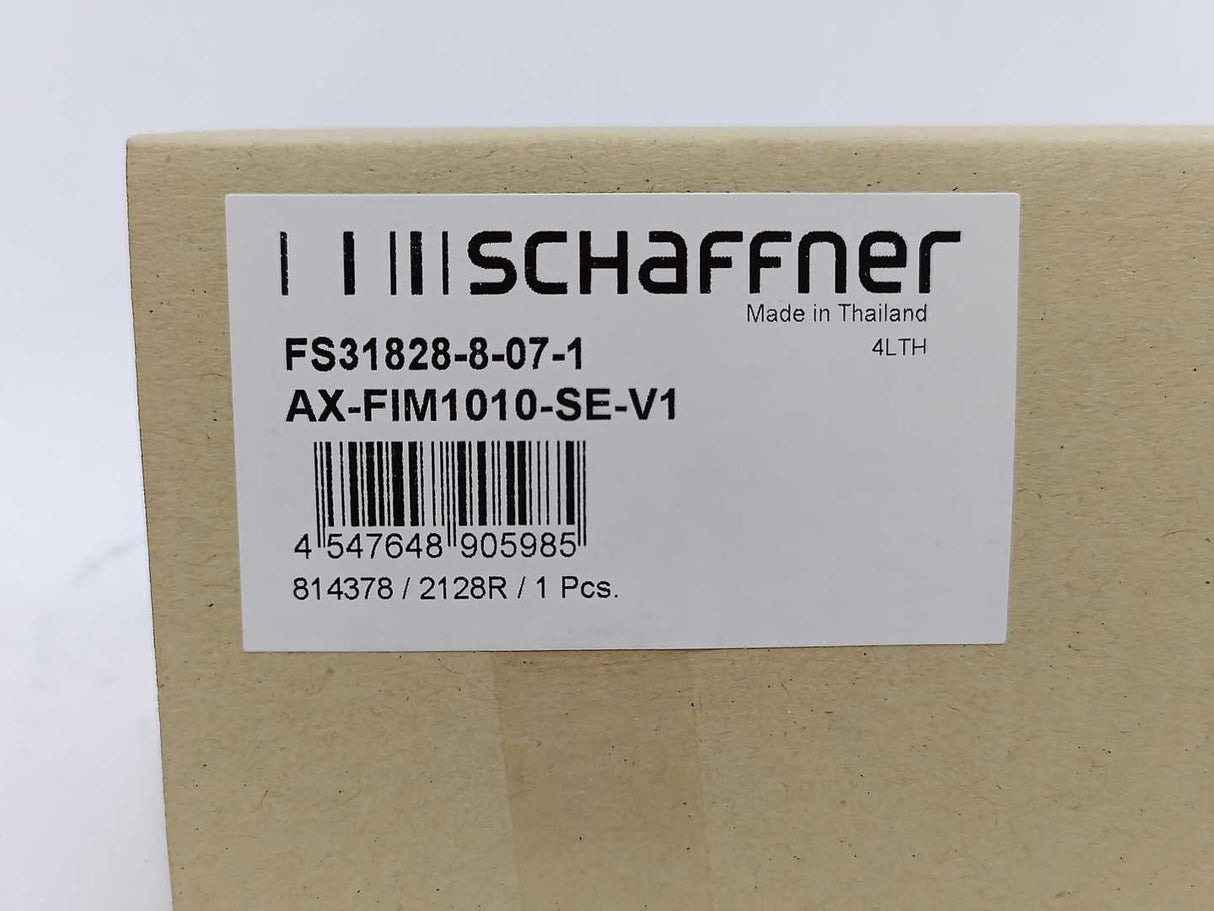 SCHAFFNER
Made in Thailand
4LTH
FS31828-8-07-1
AX-FIM1010-SE-V1
4 547648 905985
814378 / 2128R / 1 Pcs.